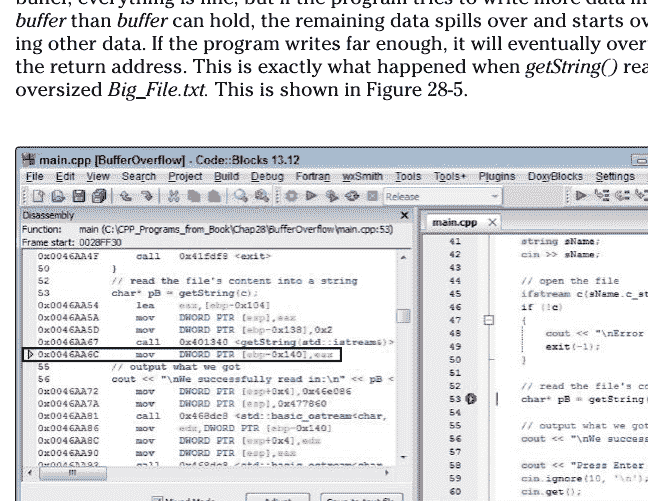 buffer, everything is fine, but if the program tries to write more data in
buffer than buffer can hold, the remaining data spills over and starts ov
ing other data. If the program writes far enough, it will eventually over
the return address. This is exactly what happened when getString() rea
oversized Big_File.txt. This is shown in Figure 28-5.
main.cpp [BufferOverflow] - Code::Blocks 13.12
File Edit View Search Project Build Debug Fortran wxSmith Tools Tools+ Plugins DoxyBlocks Settings
Release
Disassembly
Function: main (C:\CPP_Programs_from_Book\Chap28\BufferOverflow\main.cpp:53)
Frame start: 0028FF30
0x0046AA4F call 0x41fdf8 <exit>
50 }
52 // read the file's content into a string
53 char* pB = getString(c);
0x0046AA54 lea eax,[ebp-0x104]
0x0046AA5A mov DWORD PTR [esp],eax
0x0046AA5D mov DWORD PTR [ebp-0x138],0x2
0x0046AA67 call 0x401340 <getString(std::istream&)>
0x0046AA6C mov DWORD PTR [ebp-0x140],eax
55 // output what we got
56 cout << "\nWe successfully read in:\n" << pB <
0x0046AA72 mov DWORD PTR [esp+0x4],0x46e086
0x0046AA7A mov DWORD PTR [esp],0x477860
0x0046AA81 call 0x468dc8 <std::basic_ostream<char,
0x0046AA86 mov edx,DWORD PTR [ebp-0x140]
0x0046AA8C mov DWORD PTR [esp+0x4],edx
0x0046AA90 mov DWORD PTR [esp],eax
main.cpp
41 string sName;
42 cin >> sName;
43
44 // open the file
45 ifstream c(sName.c_st
46 if (!c)
47 {
48 cout << "\nError
49 exit(-1);
50 }
51
52 // read the file's co
53 char* pB = getString(
54
55 // output what we got
56 cout << "\nWe success
57
58 cout << "Press Enter
59 cin.ignore(10, '\n');
60 cin.get();